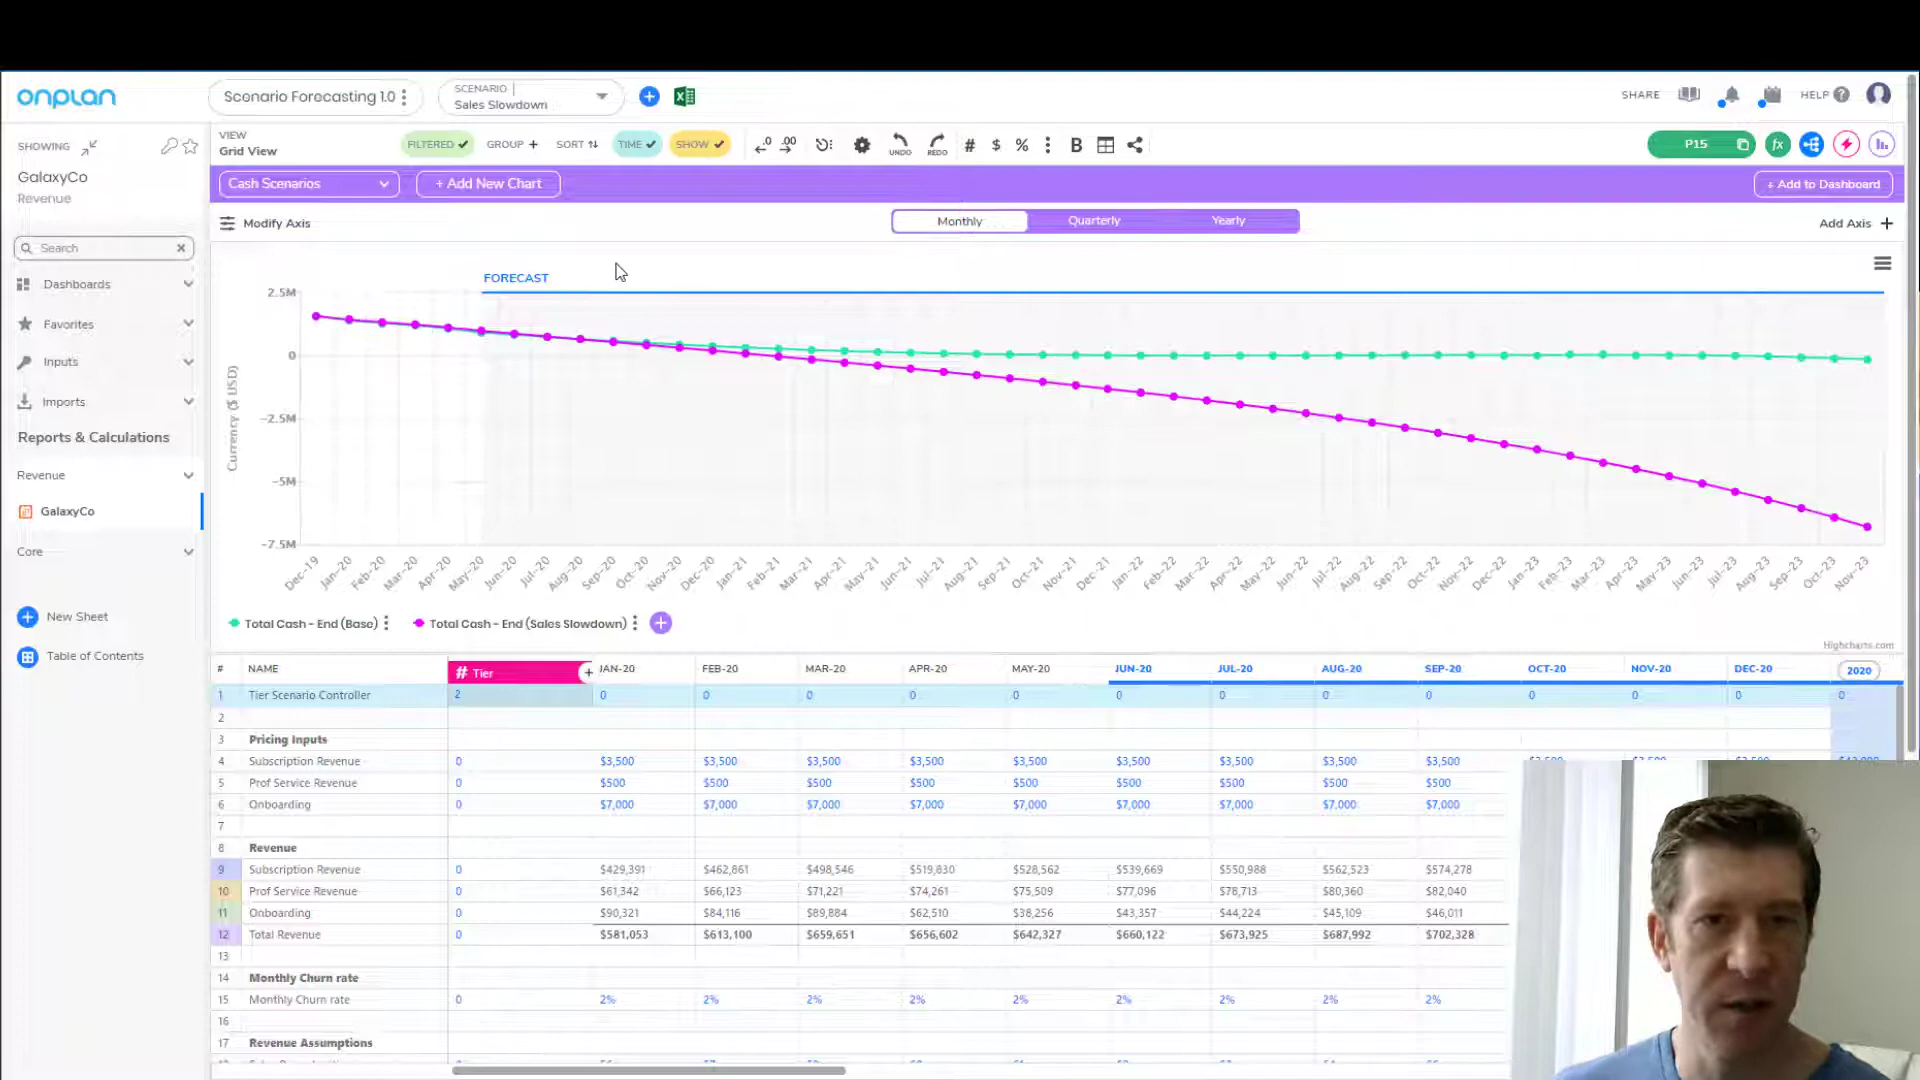 onplan
Scenario Forecasting 1.0
SCENARIO
Sales Slowdown
SHARE
HELP
SHOWING
VIEW
Grid View
FILTERED
GROUP +
SORT
TIME
SHOW
.0
.00
UNDO
REDO
# $ % B
P15
fx
GalaxyCo
Revenue
Cash Scenarios
+ Add New Chart
+ Add to Dashboard
Modify Axis
Monthly
Quarterly
Yearly
Add Axis +
Search
Dashboards
Favorites
Inputs
Imports
Reports & Calculations
Revenue
GalaxyCo
Core
New Sheet
Table of Contents
FORECAST
Currency ($ USD)
2.5M
0
-2.5M
-5M
-7.5M
Dec-19 Jan-20 Feb-20 Mar-20 Apr-20 May-20 Jun-20 Jul-20 Aug-20 Sep-20 Oct-20 Nov-20 Dec-20 Jan-21 Feb-21 Mar-21 Apr-21 May-21 Jun-21 Jul-21 Aug-21 Sep-21 Oct-21 Nov-21 Dec-21 Jan-22 Feb-22 Mar-22 Apr-22 May-22 Jun-22 Jul-22 Aug-22 Sep-22 Oct-22 Nov-22 Dec-22 Jan-23 Feb-23 Mar-23 Apr-23 May-23 Jun-23 Jul-23 Aug-23 Sep-23 Oct-23 Nov-23
Total Cash - End (Base)
Total Cash - End (Sales Slowdown)
Highcharts.com
# NAME # Tier + JAN-20 FEB-20 MAR-20 APR-20 MAY-20 JUN-20 JUL-20 AUG-20 SEP-20 OCT-20 NOV-20 DEC-20 2020
1 Tier Scenario Controller 2 0 0 0 0 0 0 0 0 0 0 0 0 0
2
3 Pricing Inputs
4 Subscription Revenue 0 $3,500 $3,500 $3,500 $3,500 $3,500 $3,500 $3,500 $3,500 $3,500
5 Prof Service Revenue 0 $500 $500 $500 $500 $500 $500 $500 $500 $500
6 Onboarding 0 $7,000 $7,000 $7,000 $7,000 $7,000 $7,000 $7,000 $7,000 $7,000
7
8 Revenue
9 Subscription Revenue 0 $429,391 $462,861 $498,546 $519,830 $528,562 $539,669 $550,988 $562,523 $574,278
10 Prof Service Revenue 0 $61,342 $66,123 $71,221 $74,261 $75,509 $77,096 $78,713 $80,360 $82,040
11 Onboarding 0 $90,321 $84,116 $89,884 $62,510 $38,256 $43,357 $44,224 $45,109 $46,011
12 Total Revenue 0 $581,053 $613,100 $659,651 $656,602 $642,327 $660,122 $673,925 $687,992 $702,328
13
14 Monthly Churn rate
15 Monthly Churn rate 0 2% 2% 2% 2% 2% 2% 2% 2% 2%
16
17 Revenue Assumptions